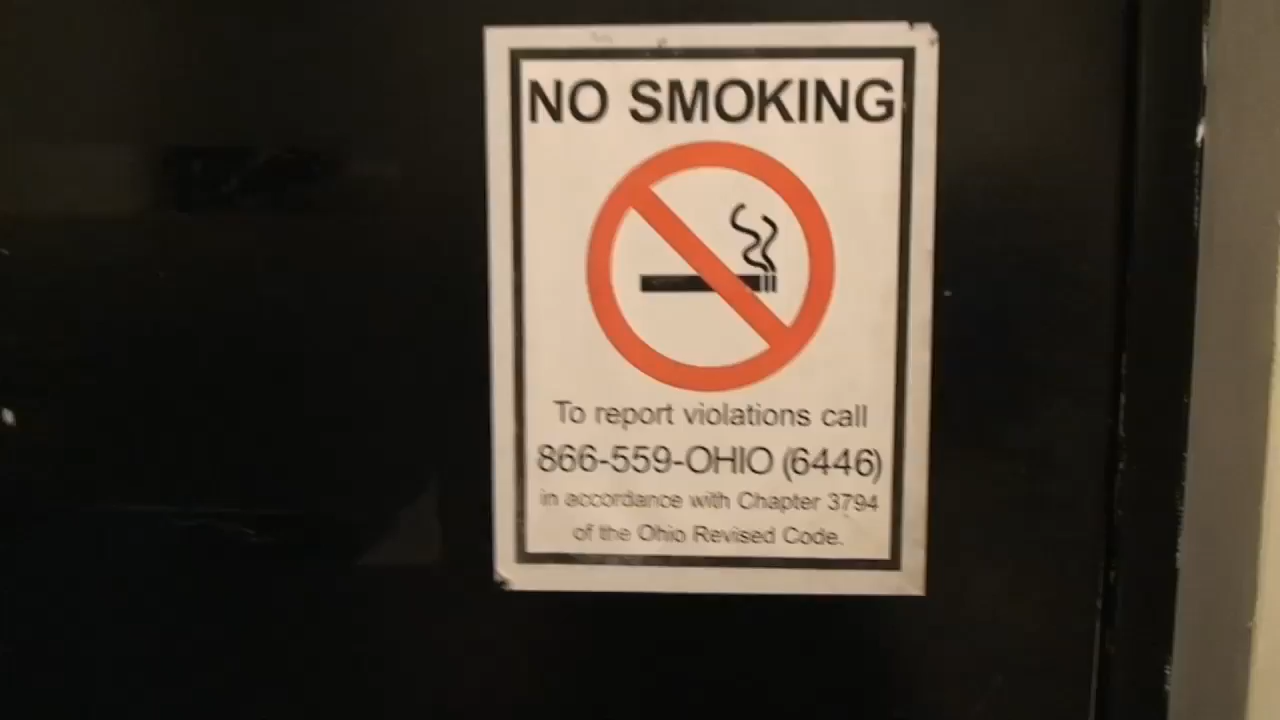 NO SMOKING
To report violations call
866-559-OHIO (6446)
in accordance with Chapter 3794
of the Ohio Revised Code.